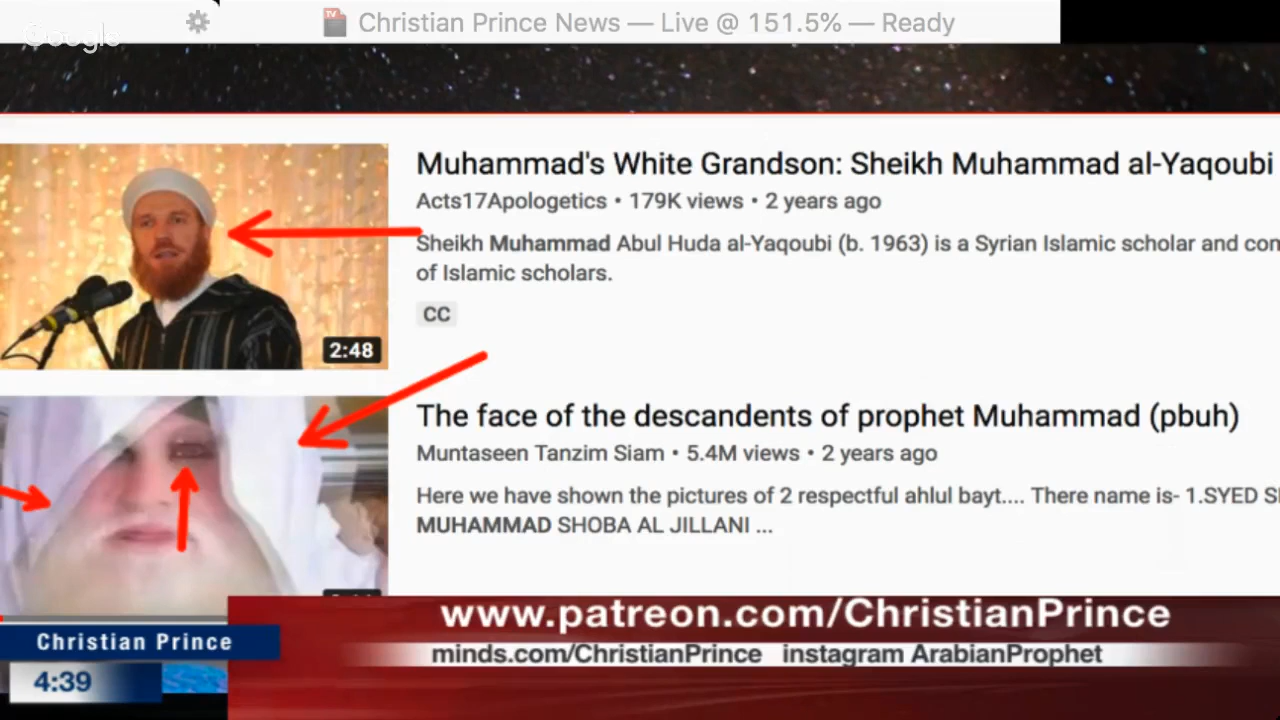 Google
Christian Prince News — Live @ 151.5% — Ready
TV
Muhammad's White Grandson: Sheikh Muhammad al-Yaqoubi
Acts17Apologetics • 179K views • 2 years ago
Sheikh Muhammad Abul Huda al-Yaqoubi (b. 1963) is a Syrian Islamic scholar and
of Islamic scholars.
CC
2:48
The face of the descandents of prophet Muhammad (pbuh)
Muntaseen Tanzim Siam • 5.4M views • 2 years ago
Here we have shown the pictures of 2 respectful ahlul bayt.... There name is- 1.SYED
MUHAMMAD SHOBA AL JILLANI ...
www.patreon.com/ChristianPrince
Christian Prince
minds.com/ChristianPrince instagram ArabianProphet
4:39